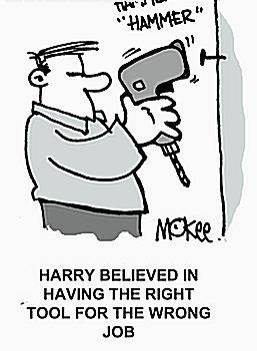 "HAMMER"
McKee
HARRY BELIEVED IN
HAVING THE RIGHT
TOOL FOR THE WRONG
JOB